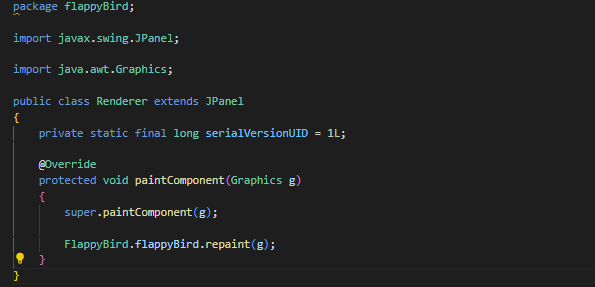 package flappyBird;
import javax.swing.JPanel;
import java.awt.Graphics;
public class Renderer extends JPanel
{
private static final long serialVersionUID = 1L;
@Override
protected void paintComponent(Graphics g)
{
super.paintComponent(g);
FlappyBird.flappyBird.repaint(g);
}
}